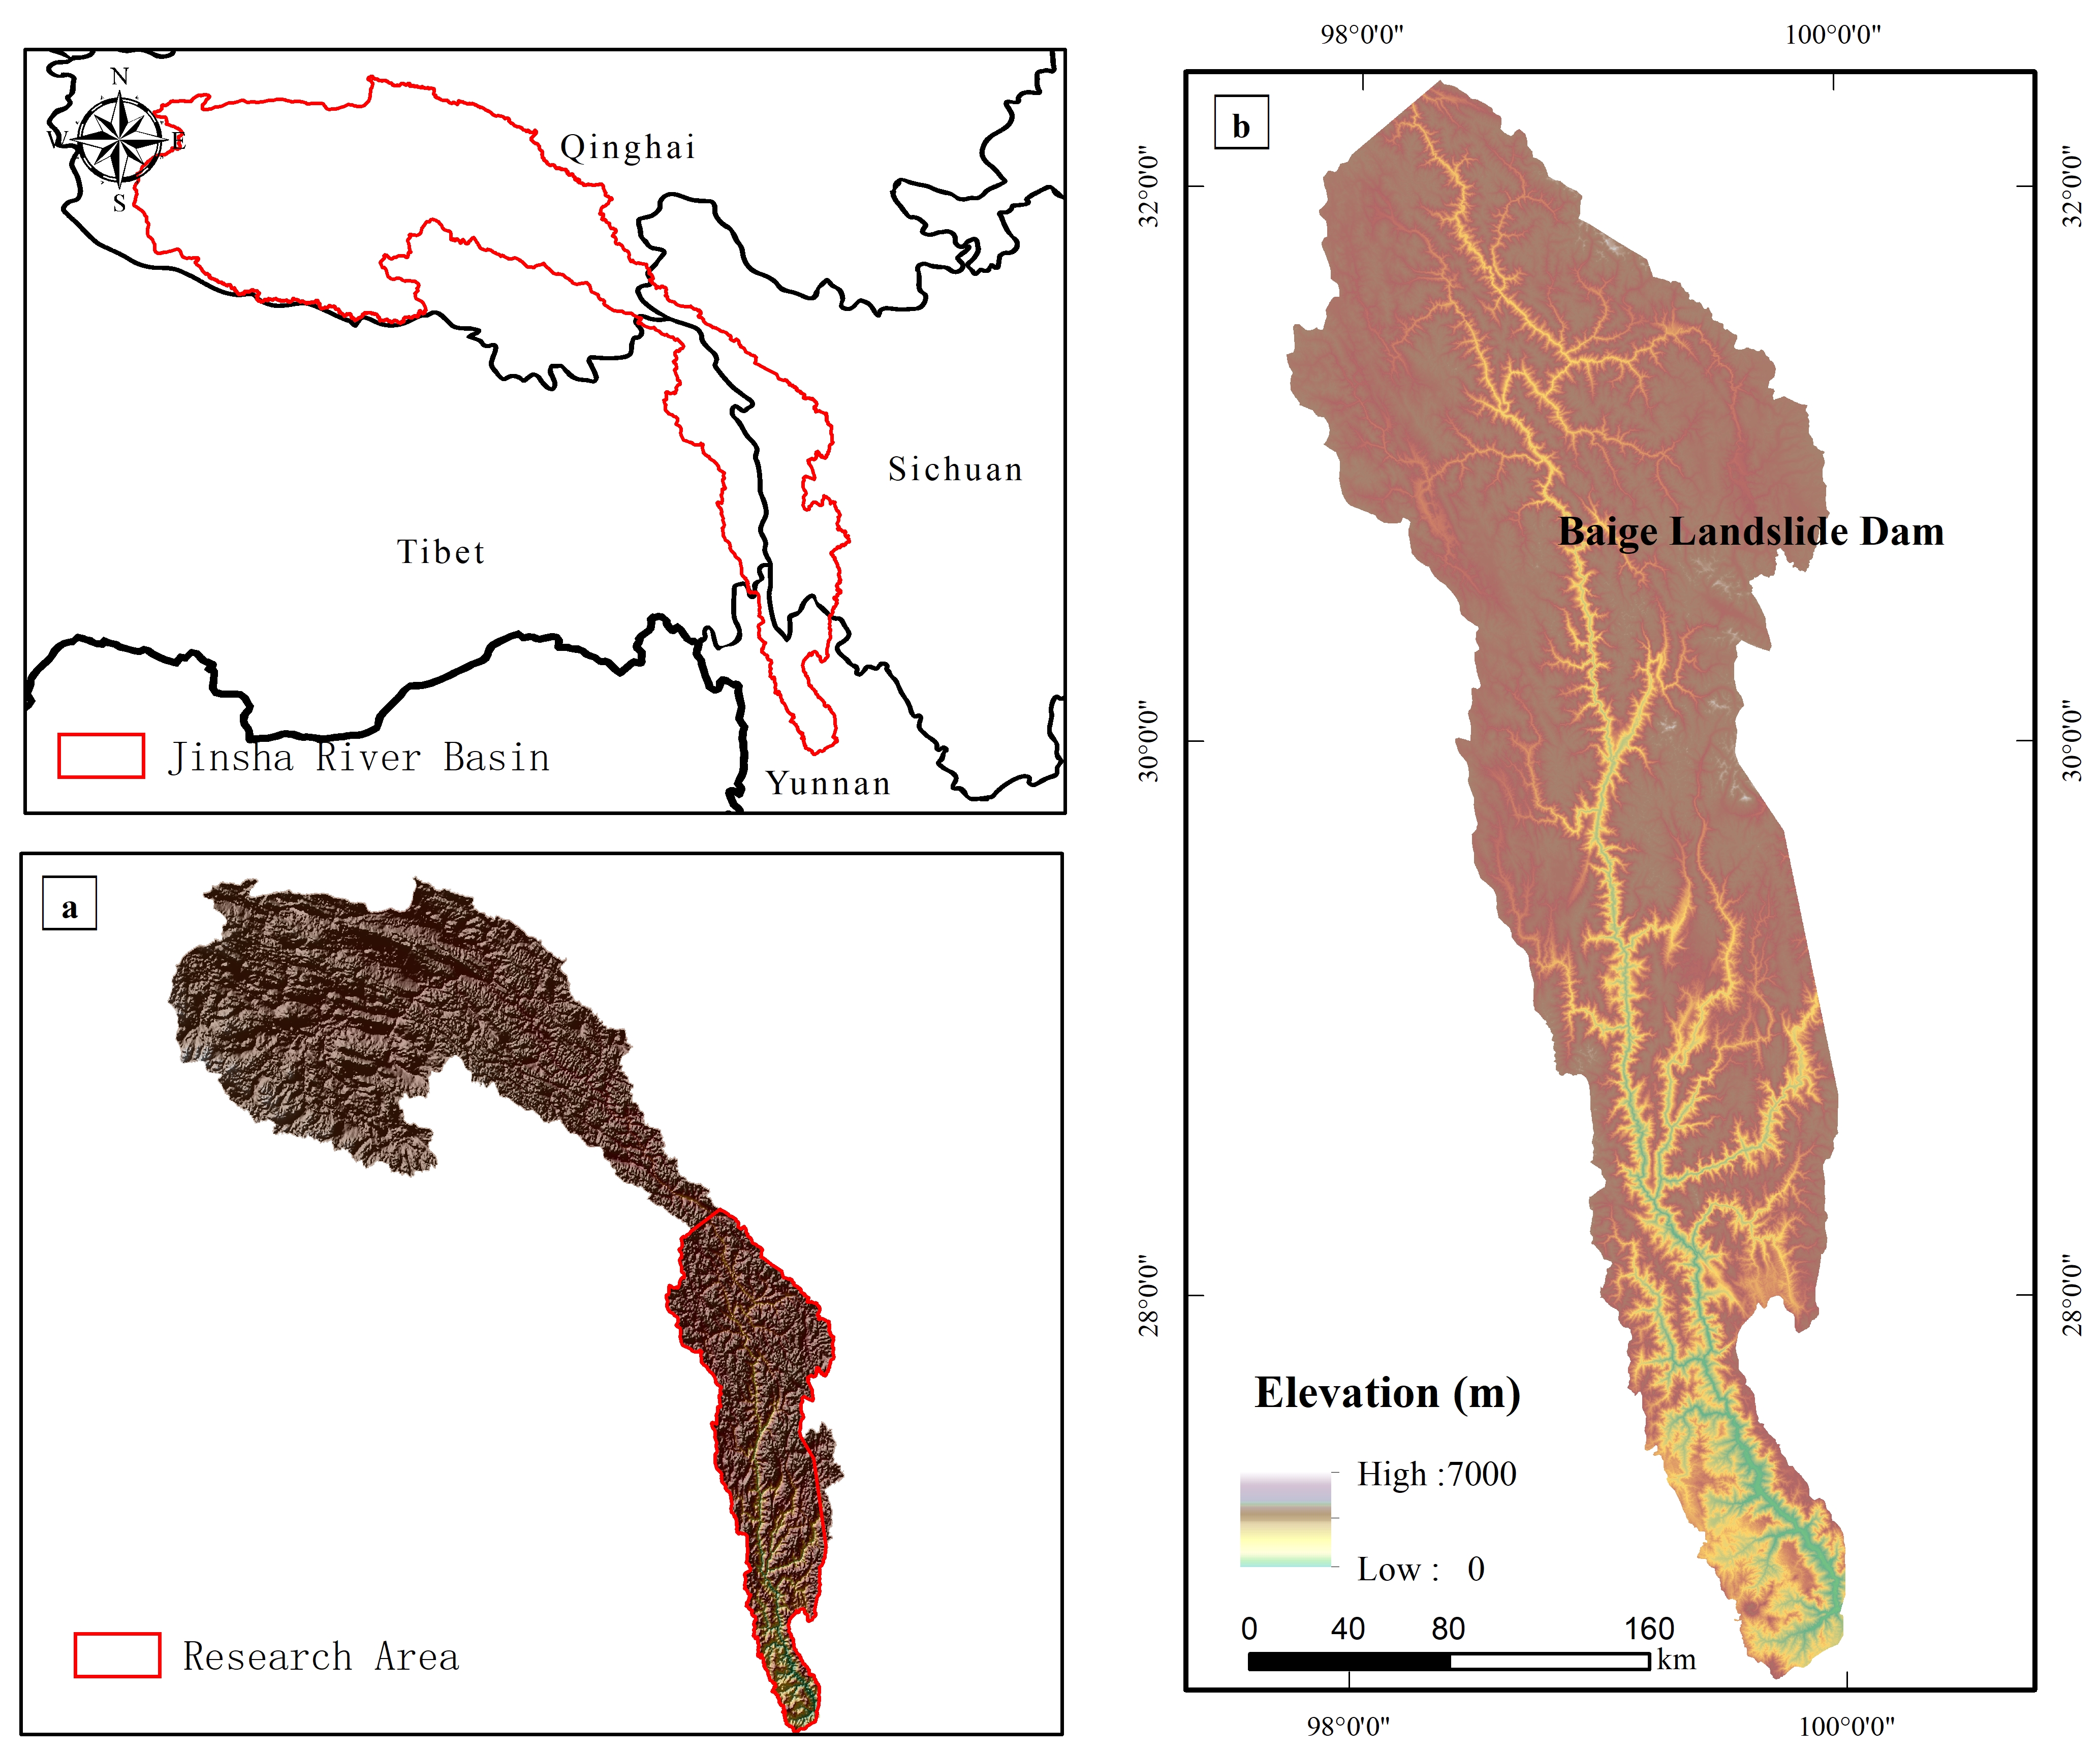 N
W
E
S
Qinghai
Sichuan
Tibet
Yunnan
Jinsha River Basin
a
Research Area
98°0'0"
100°0'0"
b
32°0'0"
32°0'0"
Baige Landslide Dam
30°0'0"
30°0'0"
28°0'0"
28°0'0"
Elevation (m)
High :7000
Low : 0
0 40 80 160
km
98°0'0"
100°0'0"